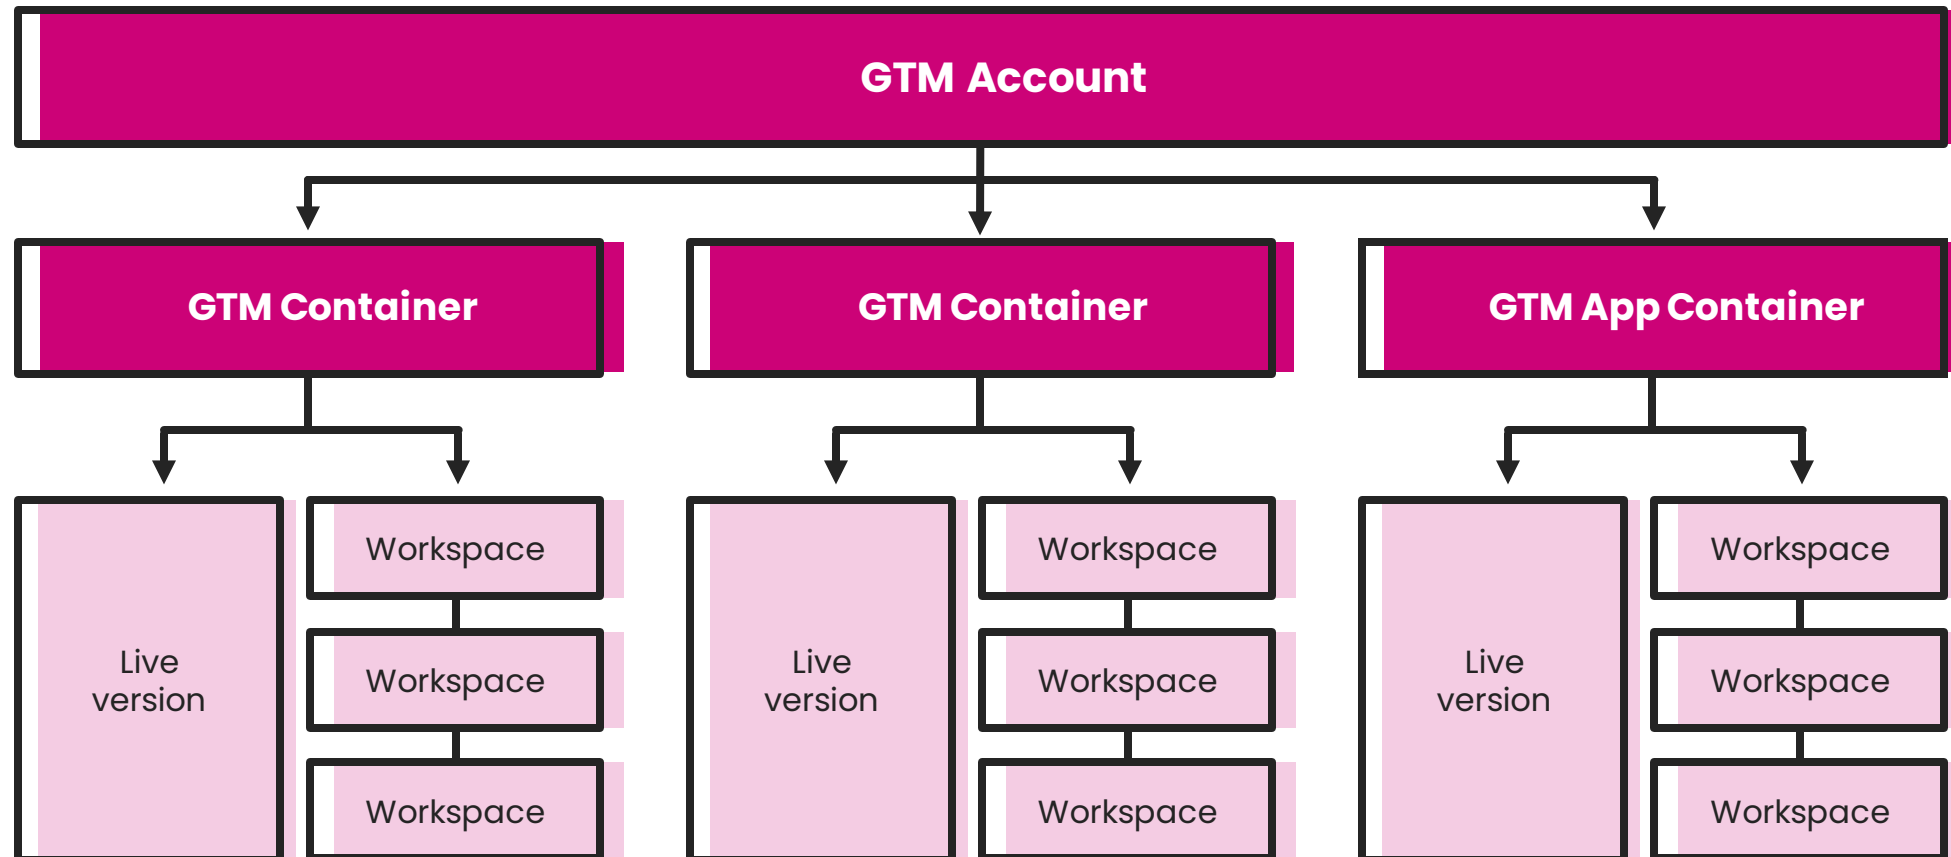 GTM Account
GTM Container
GTM Container
GTM App Container
Live
version
Workspace
Workspace
Workspace
Live
version
Workspace
Workspace
Workspace
Live
version
Workspace
Workspace
Workspace